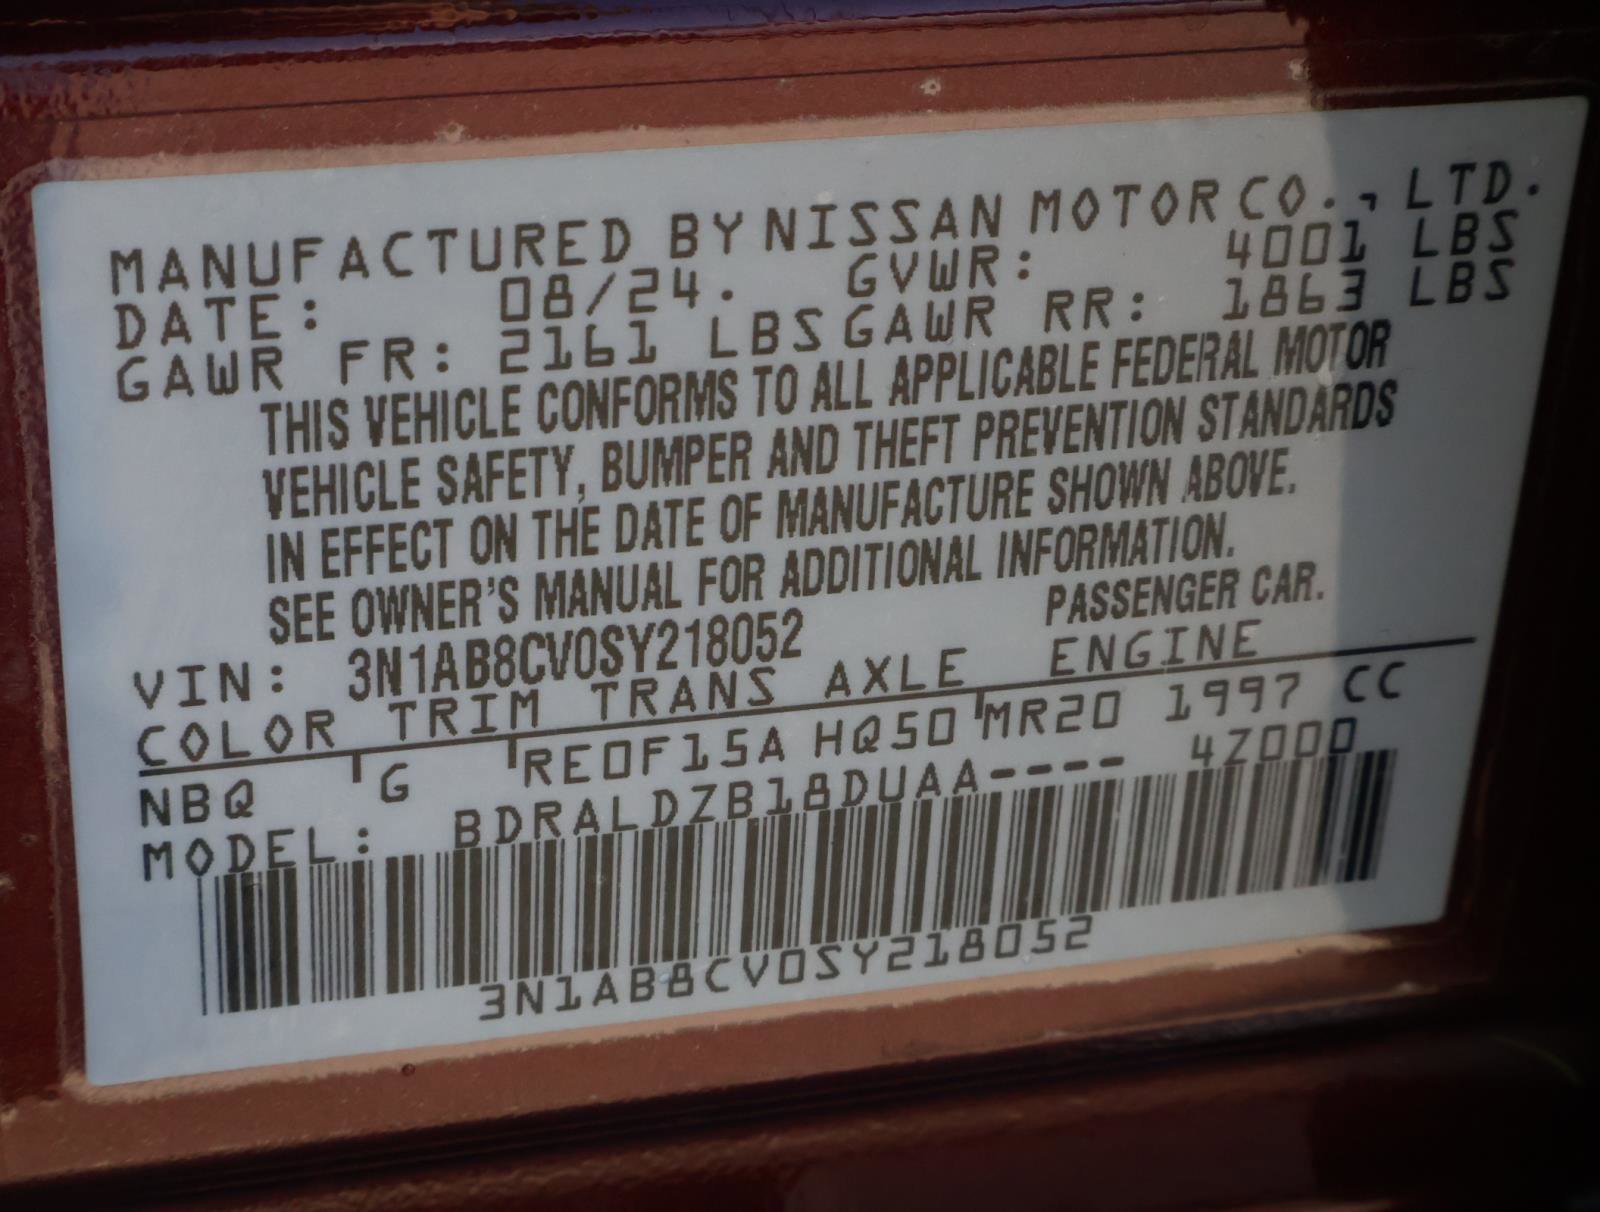 MANUFACTURED BY NISSAN MOTOR CO., LTD.
DATE: 08/24. GVWR: 4001 LBS
GAWR FR: 2161 LBS GAWR RR: 1863 LBS
THIS VEHICLE CONFORMS TO ALL APPLICABLE FEDERAL MOTOR
VEHICLE SAFETY, BUMPER AND THEFT PREVENTION STANDARDS
IN EFFECT ON THE DATE OF MANUFACTURE SHOWN ABOVE.
SEE OWNER'S MANUAL FOR ADDITIONAL INFORMATION.
VIN: 3N1AB8CV0SY218052 PASSENGER CAR.
COLOR TRIM TRANS AXLE ENGINE
NBQ G RE0F15A HQ50 MR20 1997 CC
MODEL: BDRALDZB18DUAA---- 4Z000
3N1AB8CV0SY218052